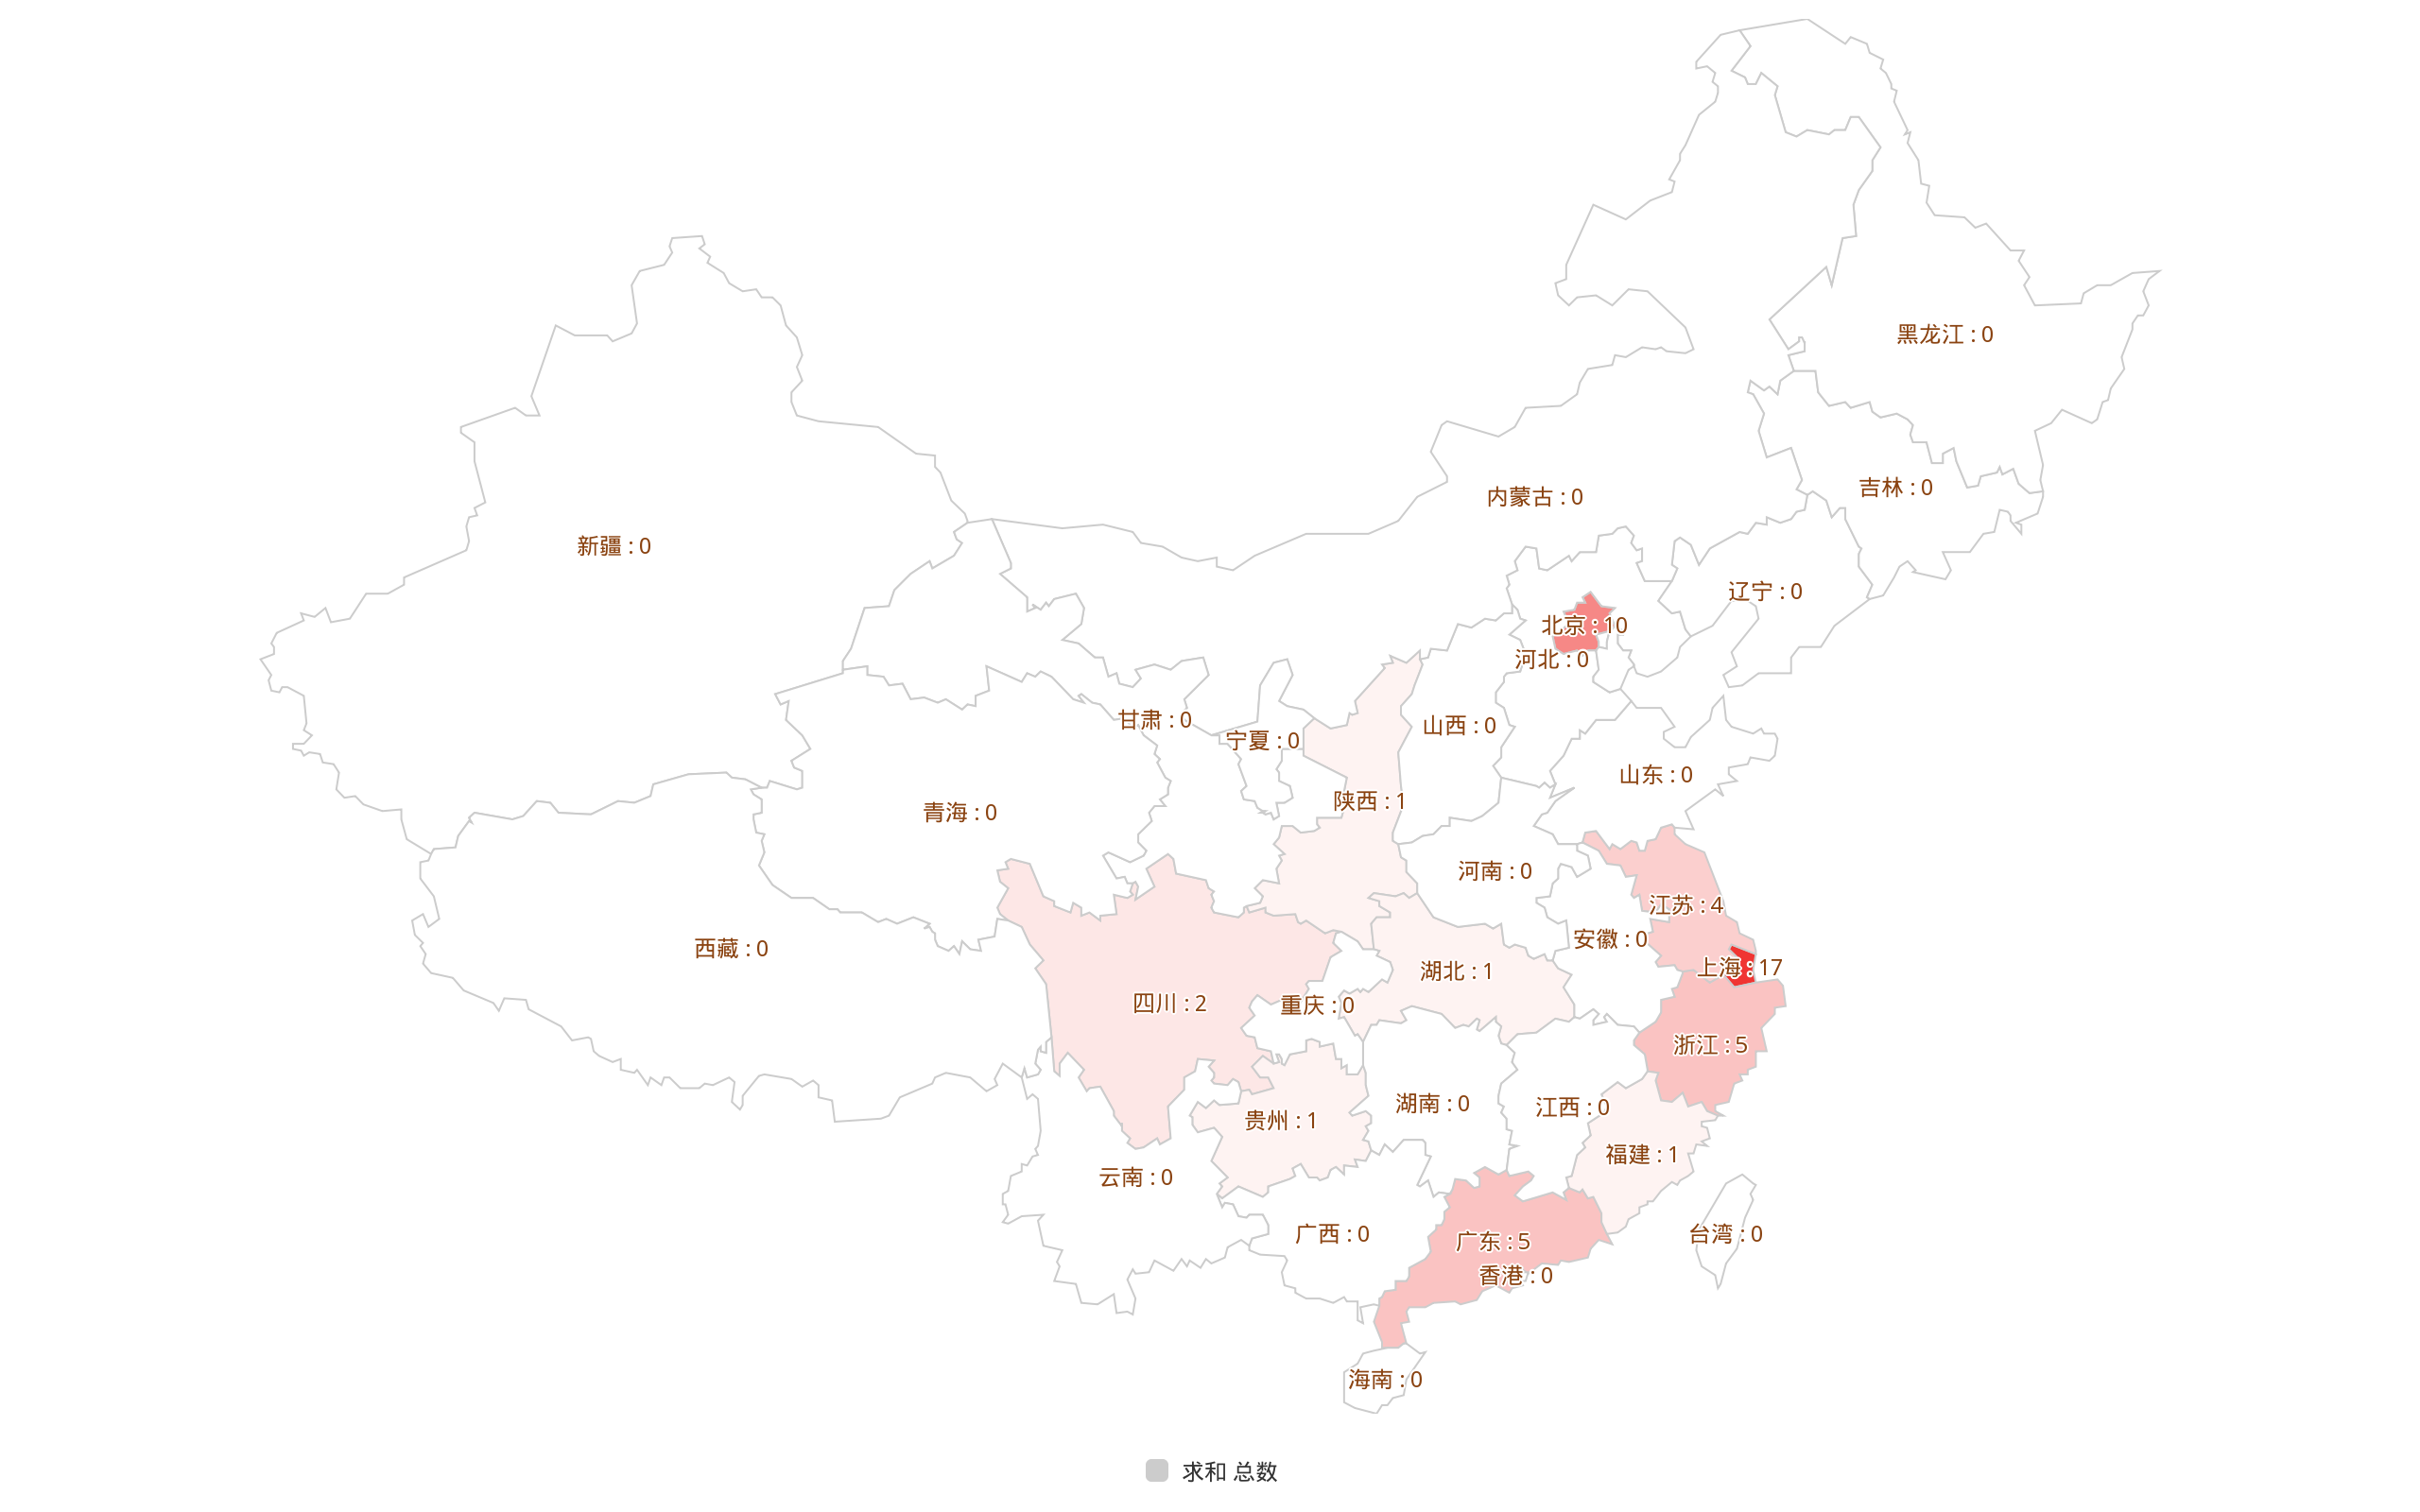 黑龙江 : 0
吉林 : 0
内蒙古 : 0
新疆 : 0
辽宁 : 0
北京 : 10
河北 : 0
甘肃 : 0
山西 : 0
宁夏 : 0
山东 : 0
陕西 : 1
青海 : 0
河南 : 0
江苏 : 4
安徽 : 0
西藏 : 0
上海 : 17
湖北 : 1
四川 : 2
重庆 : 0
浙江 : 5
湖南 : 0
江西 : 0
贵州 : 1
福建 : 1
云南 : 0
广西 : 0
台湾 : 0
广东 : 5
香港 : 0
海南 : 0
求和 总数